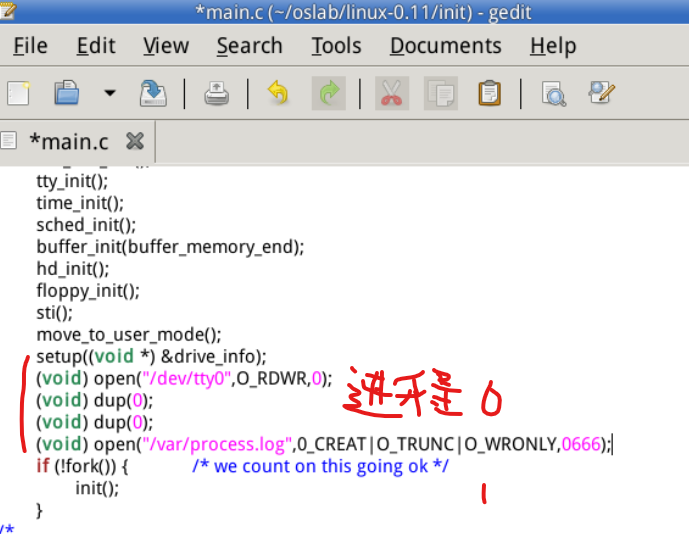 *main.c (~/oslab/linux-0.11/init) - gedit
File Edit View Search Tools Documents Help
*main.c
tty_init();
time_init();
sched_init();
buffer_init(buffer_memory_end);
hd_init();
floppy_init();
sti();
move_to_user_mode();
setup((void *) &drive_info);
(void) open("/dev/tty0",O_RDWR,0);
(void) dup(0);
进开是 0
(void) dup(0);
(void) open("/var/process.log",0_CREAT|O_TRUNC|O_WRONLY,0666);
if (!fork()) { /* we count on this going ok */
init();
1
}
/*